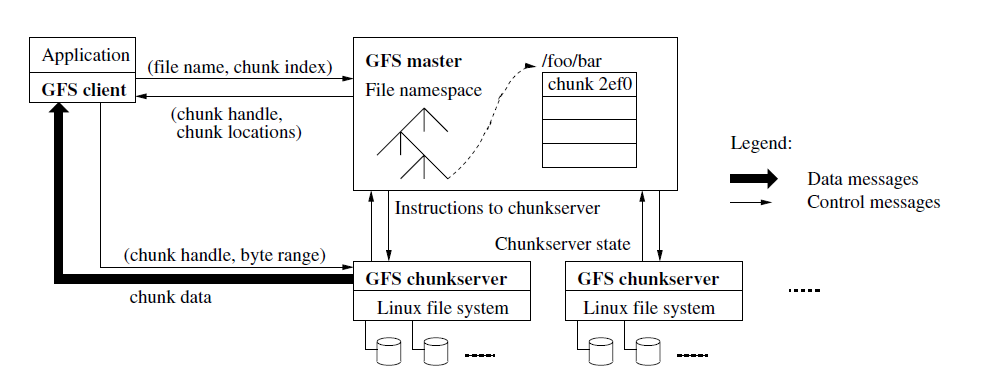 Application
GFS client
(file name, chunk index)
(chunk handle,
chunk locations)
GFS master
File namespace
/foo/bar
chunk 2ef0
Legend:
Data messages
Control messages
Instructions to chunkserver
Chunkserver state
(chunk handle, byte range)
chunk data
GFS chunkserver
Linux file system
GFS chunkserver
Linux file system